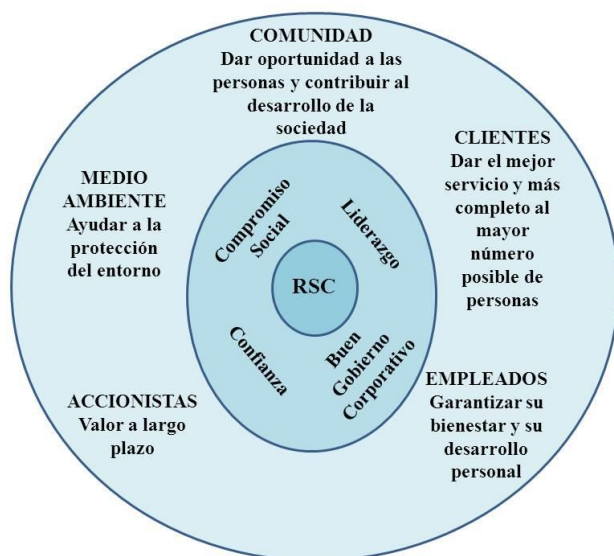 COMUNIDAD
Dar oportunidad a las
personas y contribuir al
desarrollo de la
sociedad
CLIENTES
Dar el mejor
servicio y más
completo al
mayor
número
posible de
personas
MEDIO
AMBIENTE
Ayudar a la
protección
del entorno
Compromiso
Social
Liderazgo
RSC
Confianza
Buen
Gobierno
Corporativo
ACCIONISTAS
Valor a largo
plazo
EMPLEADOS
Garantizar su
bienestar y su
desarrollo
personal